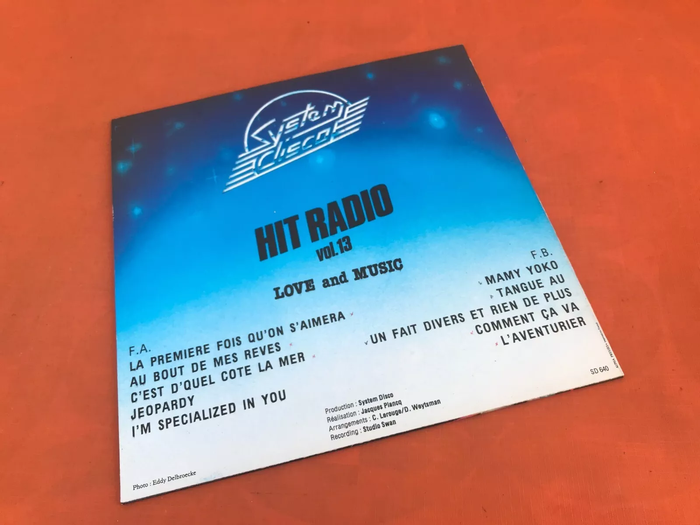 System
disco
HIT RADIO
vol.13
LOVE and MUSIC
F.A.
LA PREMIERE FOIS QU'ON S'AIMERA
AU BOUT DE MES REVES
C'EST D'QUEL COTE LA MER
JEOPARDY
I'M SPECIALIZED IN YOU
F.B.
MAMY YOKO
TANGUE AU
UN FAIT DIVERS ET RIEN DE PLUS
COMMENT ÇA VA
L'AVENTURIER
Production : System Disco
Réalisation : Jacques Plancq
Arrangements : C. Lerouge/D. Weytsman
Recording : Studio Swan
SD 640
Photo : Eddy Delbroecke